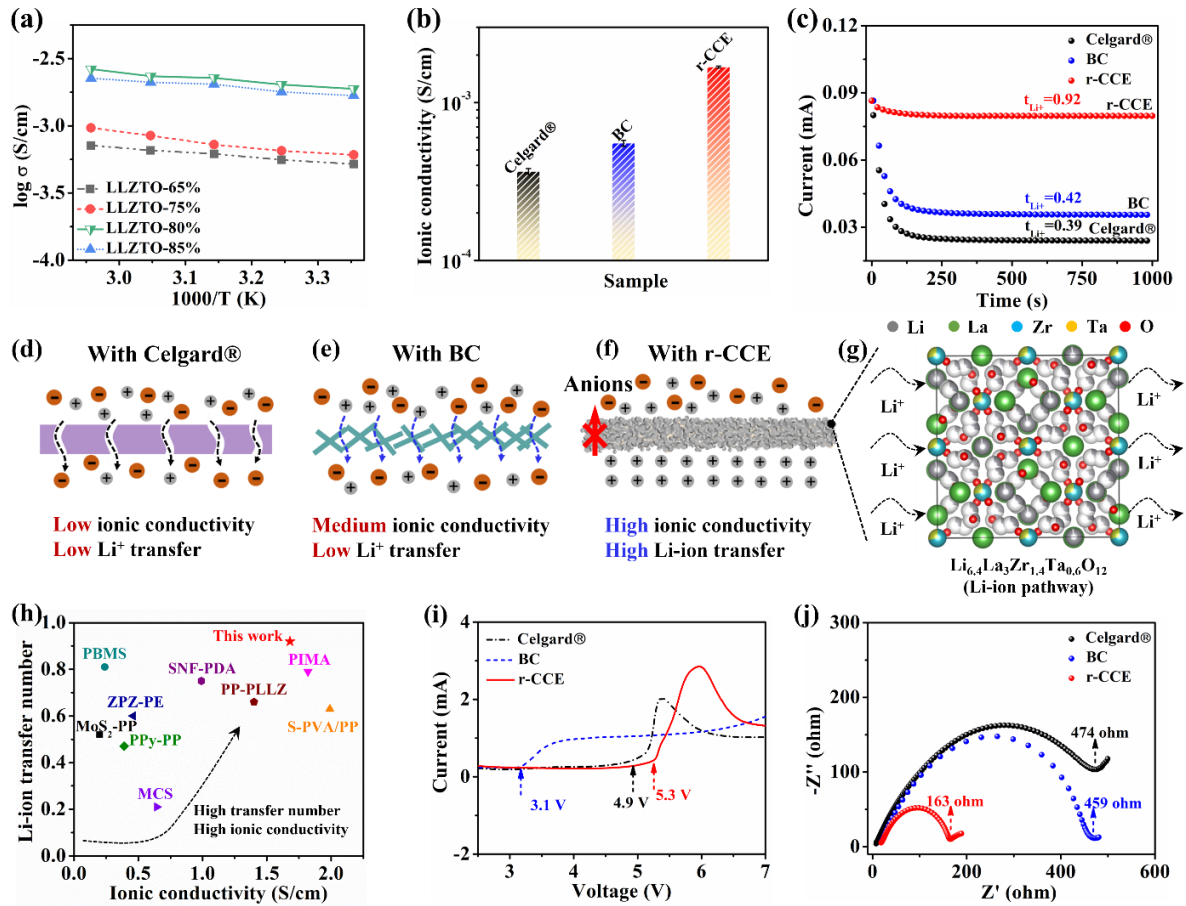 (a)
log σ (S/cm)
-2.5
-3.0
-3.5
-4.0
LLZTO-65%
LLZTO-75%
LLZTO-80%
LLZTO-85%
3.0 3.1 3.2 3.3
1000/T (K)
(b)
Ionic conductivity (S/cm)
10⁻³
10⁻⁴
Celgard®
BC
r-CCE
Sample
(c)
Current (mA)
0.12
0.09
0.06
0.03
Celgard®
BC
r-CCE
t_Li+=0.92
r-CCE
t_Li+=0.42
BC
t_Li+=0.39
Celgard®
0 250 500 750 1000
Time (s)
(d)
With Celgard®
Low ionic conductivity
Low Li⁺ transfer
(e)
With BC
Medium ionic conductivity
Low Li⁺ transfer
(f)
With r-CCE
Anions
High ionic conductivity
High Li-ion transfer
(g)
Li La Zr Ta O
Li⁺ Li⁺
Li⁺ Li⁺
Li⁺ Li⁺
Li₆.₄La₃Zr₁.₄Ta₀.₆O₁₂
(Li-ion pathway)
(h)
Li-ion transfer number
1.0
0.8
0.6
0.4
0.2
0.0
This work
PBMS
SNF-PDA
PIMA
PP-PLLZ
ZPZ-PE
S-PVA/PP
MoS₂-PP
PPy-PP
MCS
High transfer number
High ionic conductivity
0.0 0.5 1.0 1.5 2.0
Ionic conductivity (S/cm)
(i)
Current (mA)
4
2
0
-2
Celgard®
BC
r-CCE
3.1 V
4.9 V
5.3 V
3 4 5 6 7
Voltage (V)
(j)
-Z'' (ohm)
300
225
150
75
0
Celgard®
BC
r-CCE
474 ohm
163 ohm
459 ohm
0 200 400 600
Z' (ohm)